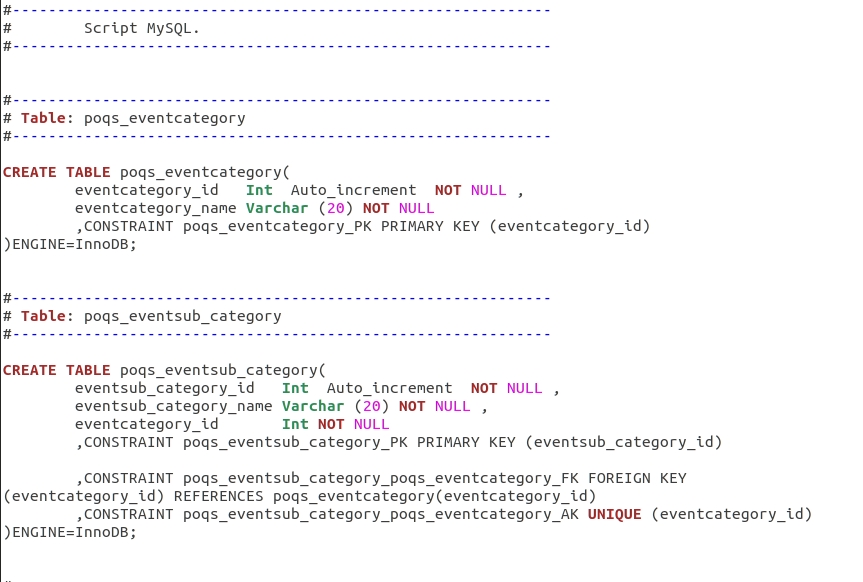 #------------------------------------------------------------
#        Script MySQL.
#------------------------------------------------------------
#------------------------------------------------------------
# Table: poqs_eventcategory
#------------------------------------------------------------
CREATE TABLE poqs_eventcategory(
        eventcategory_id   Int  Auto_increment  NOT NULL ,
        eventcategory_name Varchar (20) NOT NULL
        ,CONSTRAINT poqs_eventcategory_PK PRIMARY KEY (eventcategory_id)
)ENGINE=InnoDB;
#------------------------------------------------------------
# Table: poqs_eventsub_category
#------------------------------------------------------------
CREATE TABLE poqs_eventsub_category(
        eventsub_category_id   Int  Auto_increment  NOT NULL ,
        eventsub_category_name Varchar (20) NOT NULL ,
        eventcategory_id       Int NOT NULL
        ,CONSTRAINT poqs_eventsub_category_PK PRIMARY KEY (eventsub_category_id)
        ,CONSTRAINT poqs_eventsub_category_poqs_eventcategory_FK FOREIGN KEY
(eventcategory_id) REFERENCES poqs_eventcategory(eventcategory_id)
        ,CONSTRAINT poqs_eventsub_category_poqs_eventcategory_AK UNIQUE (eventcategory_id)
)ENGINE=InnoDB;